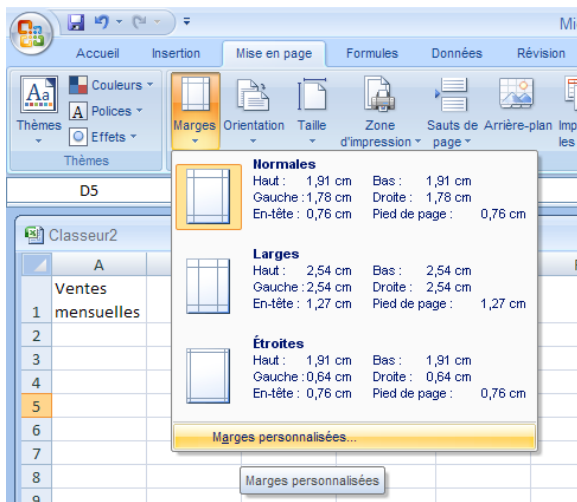 Mi
Accueil Insertion Mise en page Formules Données Révision
Aa Couleurs
A Polices
Effets
Thèmes Marges Orientation Taille Zone d'impression Sauts de page Arrière-plan Imp les
Thèmes
D5
Classeur2
A
1 Ventes mensuelles
2
3
4
5
6
7
8
9
Normales
Haut : 1,91 cm Bas : 1,91 cm
Gauche : 1,78 cm Droite : 1,78 cm
En-tête : 0,76 cm Pied de page : 0,76 cm
Larges
Haut : 2,54 cm Bas : 2,54 cm
Gauche : 2,54 cm Droite : 2,54 cm
En-tête : 1,27 cm Pied de page : 1,27 cm
Étroites
Haut : 1,91 cm Bas : 1,91 cm
Gauche : 0,64 cm Droite : 0,64 cm
En-tête : 0,76 cm Pied de page : 0,76 cm
Marges personnalisées...
Marges personnalisées